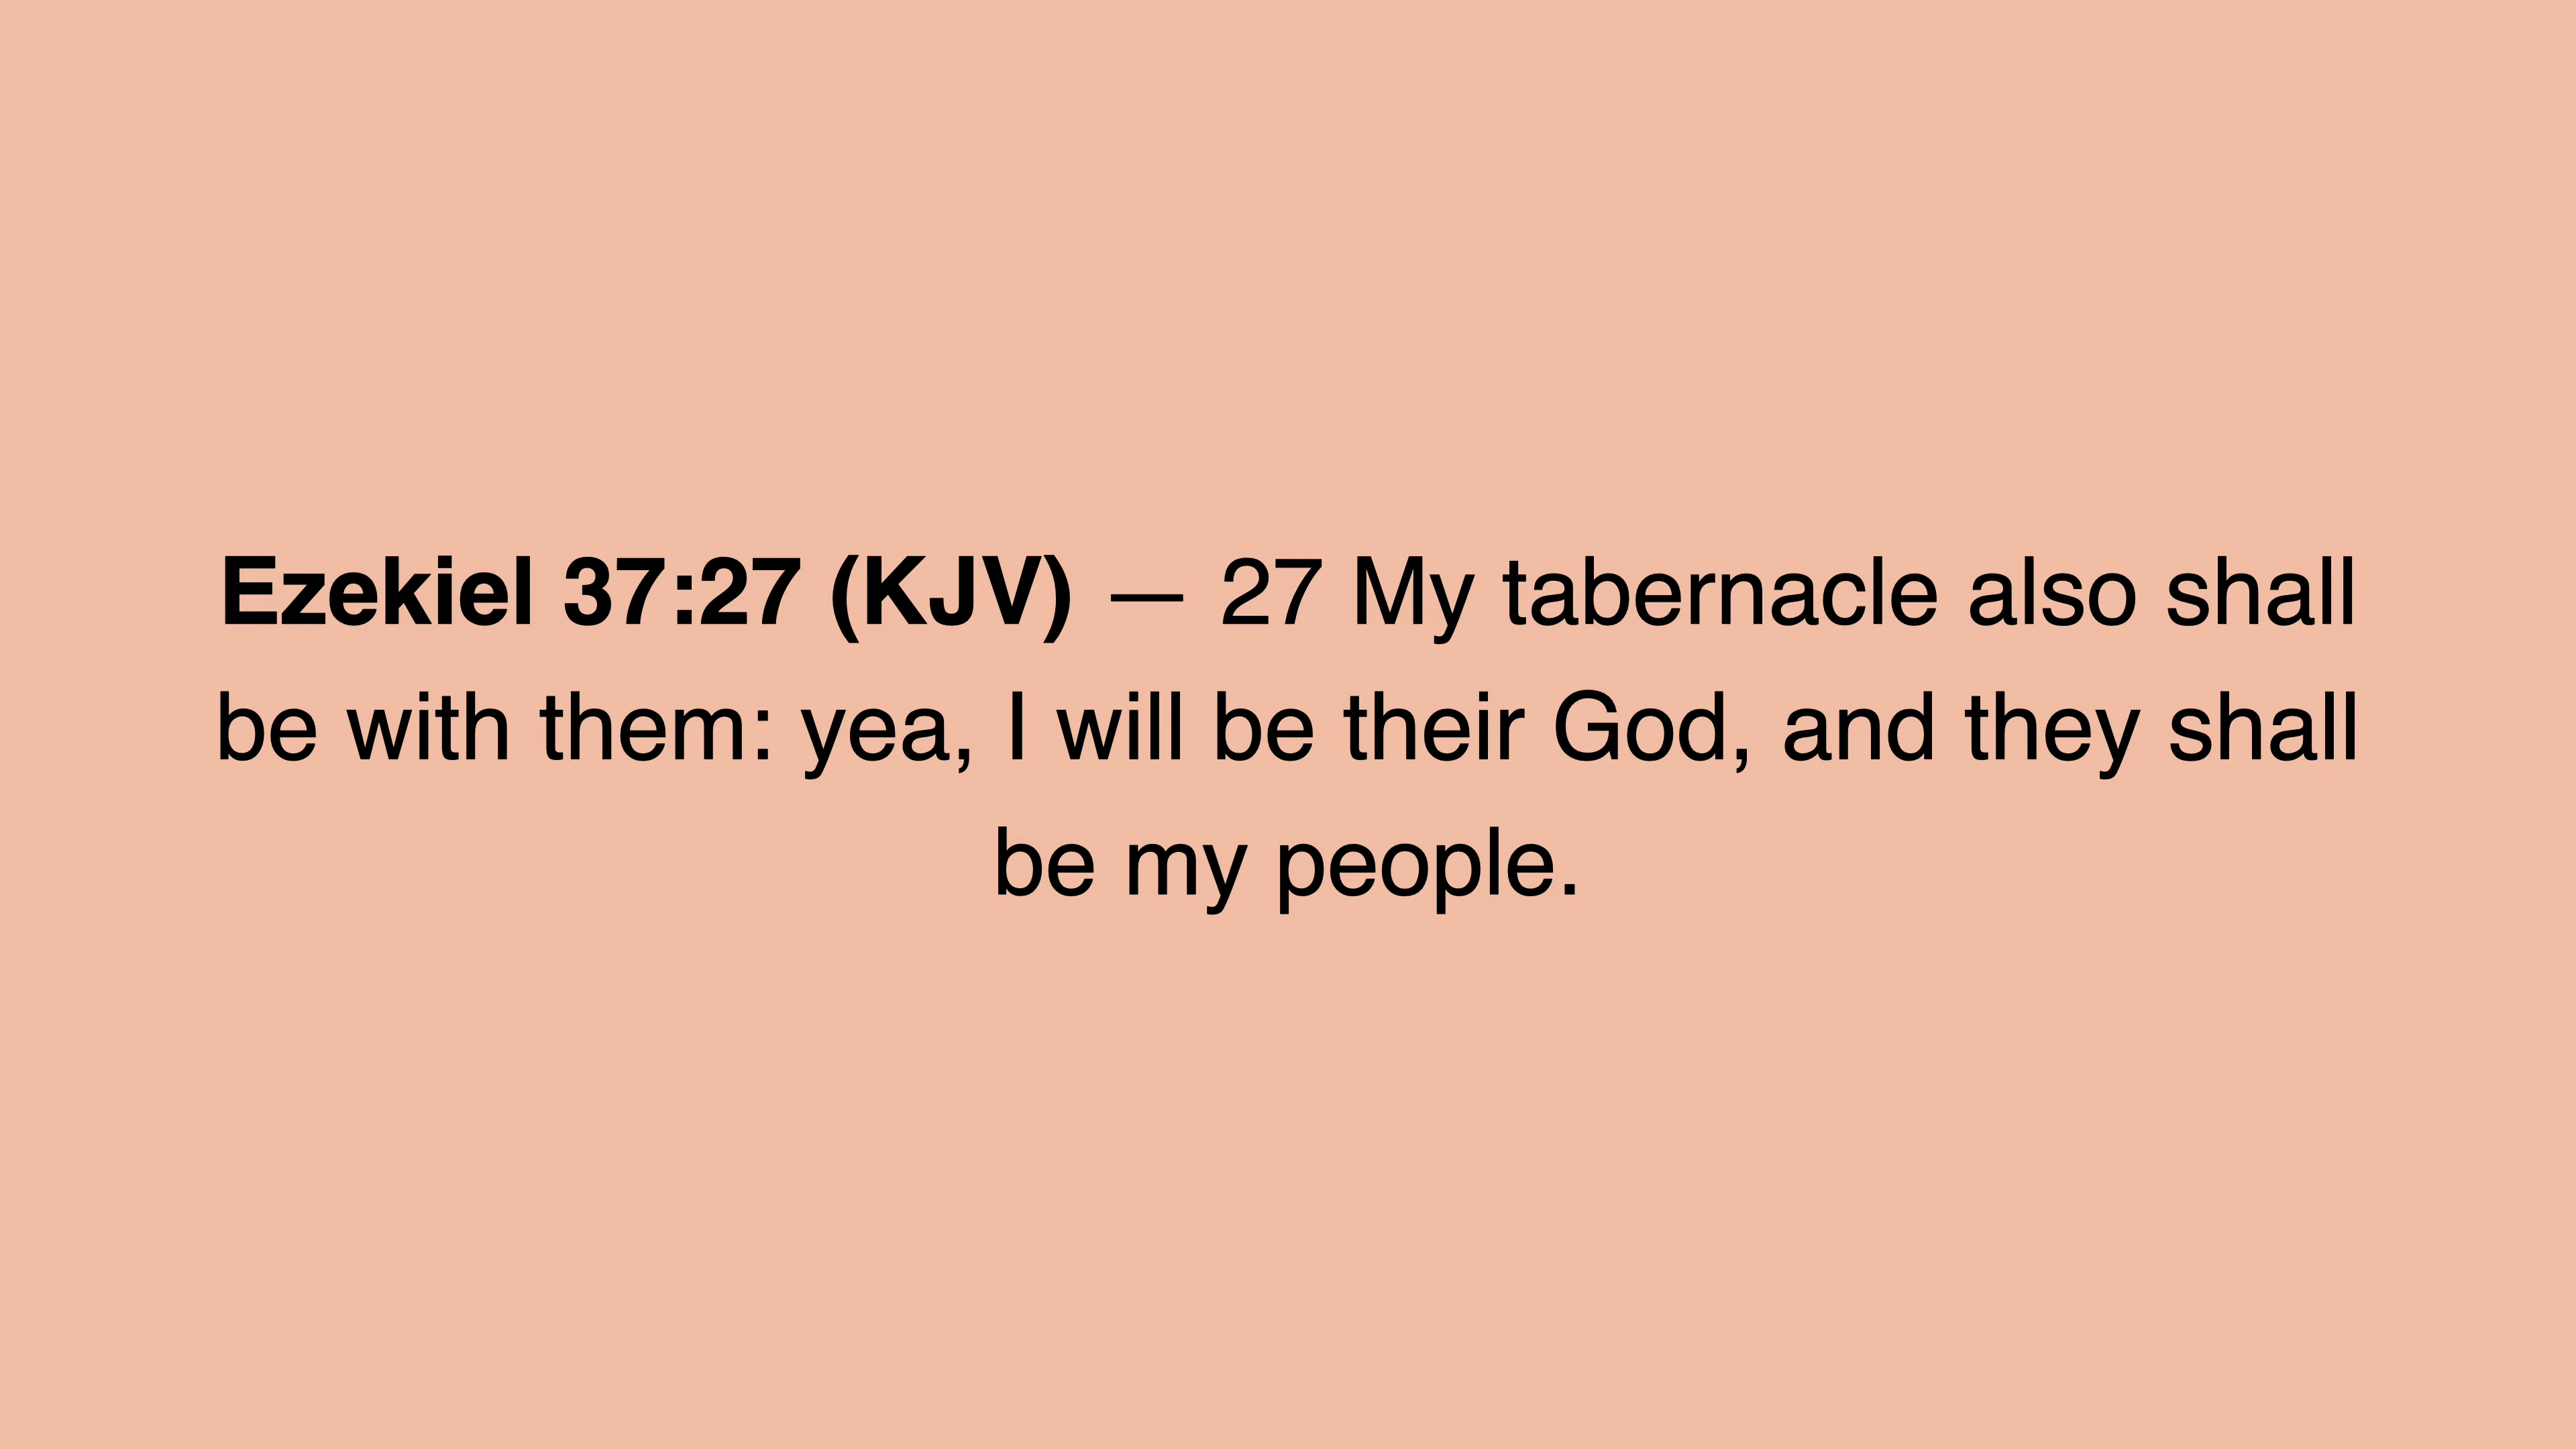 Ezekiel 37:27 (KJV) — 27 My tabernacle also shall
be with them: yea, I will be their God, and they shall
be my people.